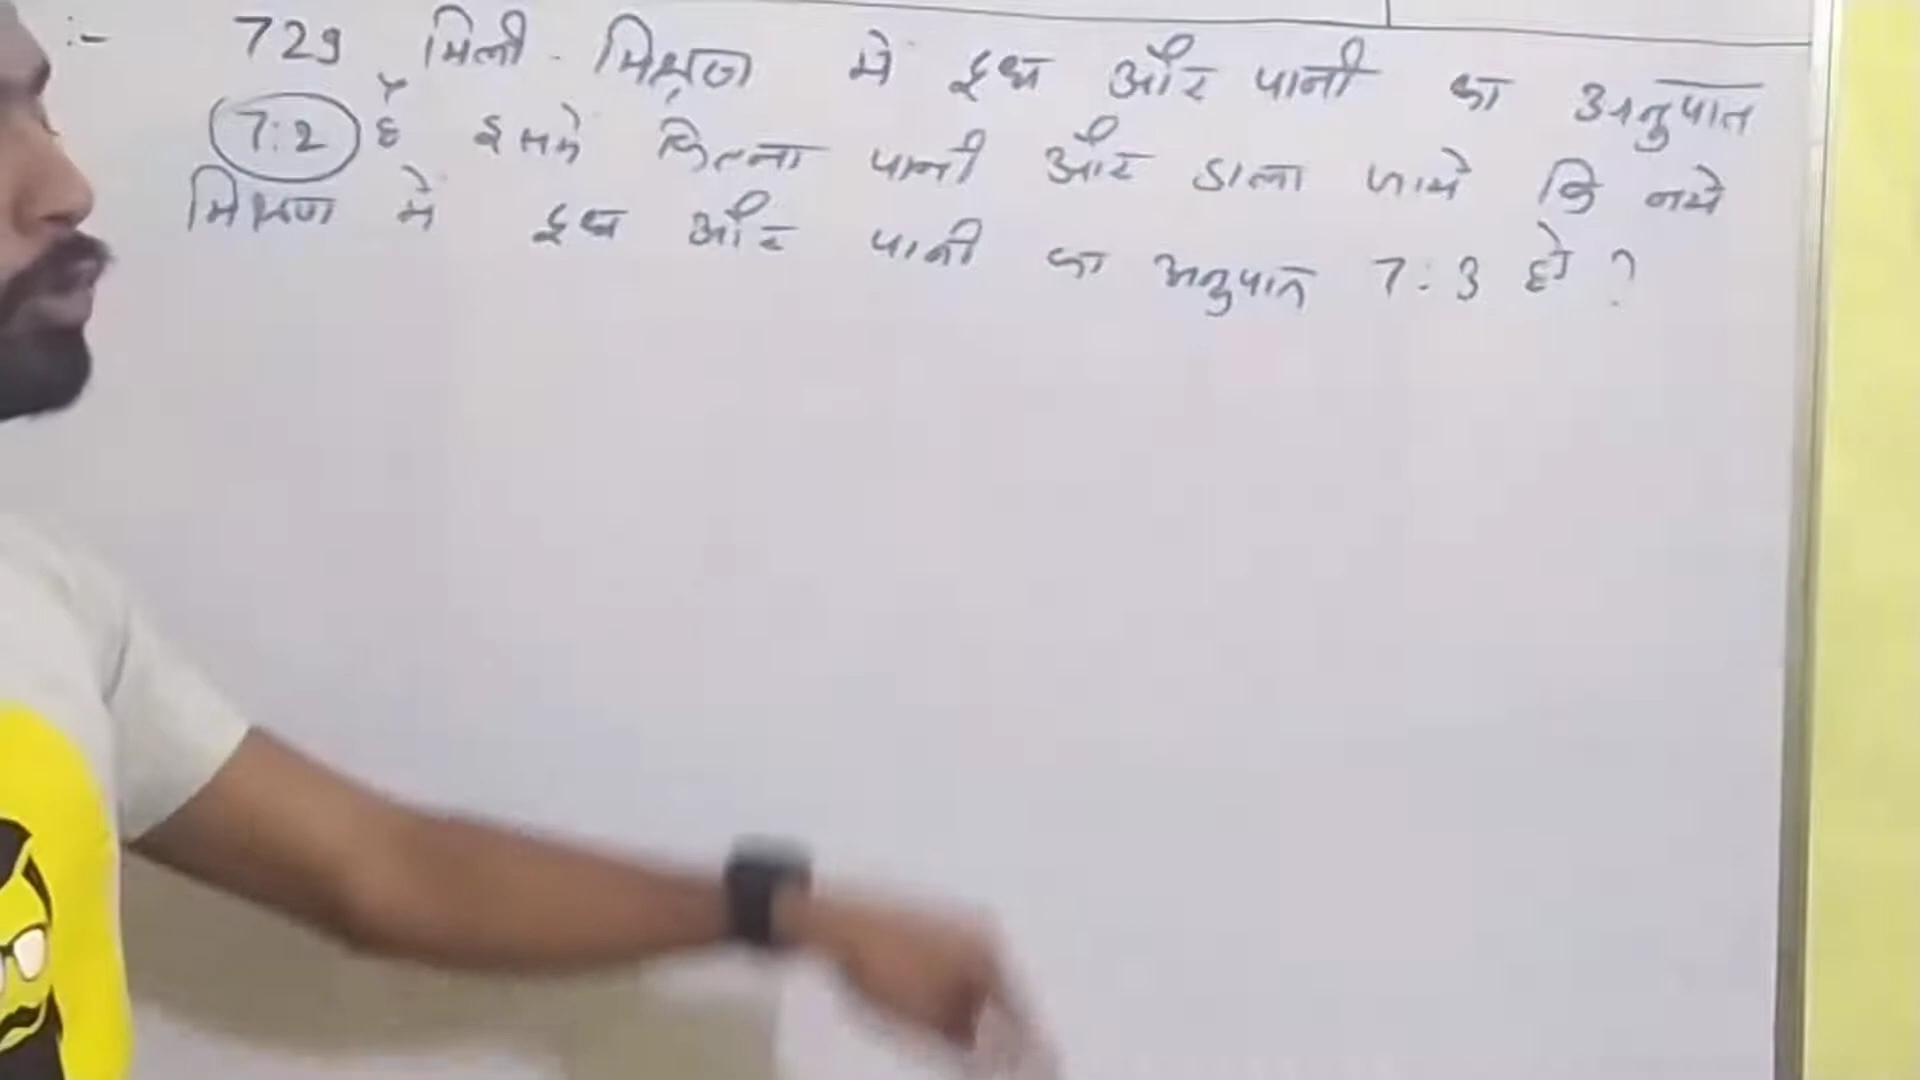 :- 729 मिली. मिश्रण में दूध और पानी का अनुपात
7:2 है इसमें कितना पानी और डाला जाये कि नये
मिश्रण में दूध और पानी का अनुपात 7:3 हो ?